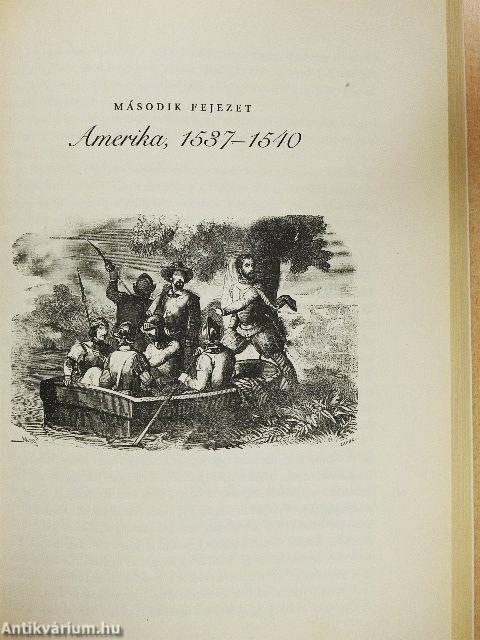 MÁSODIK FEJEZET
Amerika, 1537–1540
Antikvárium.hu